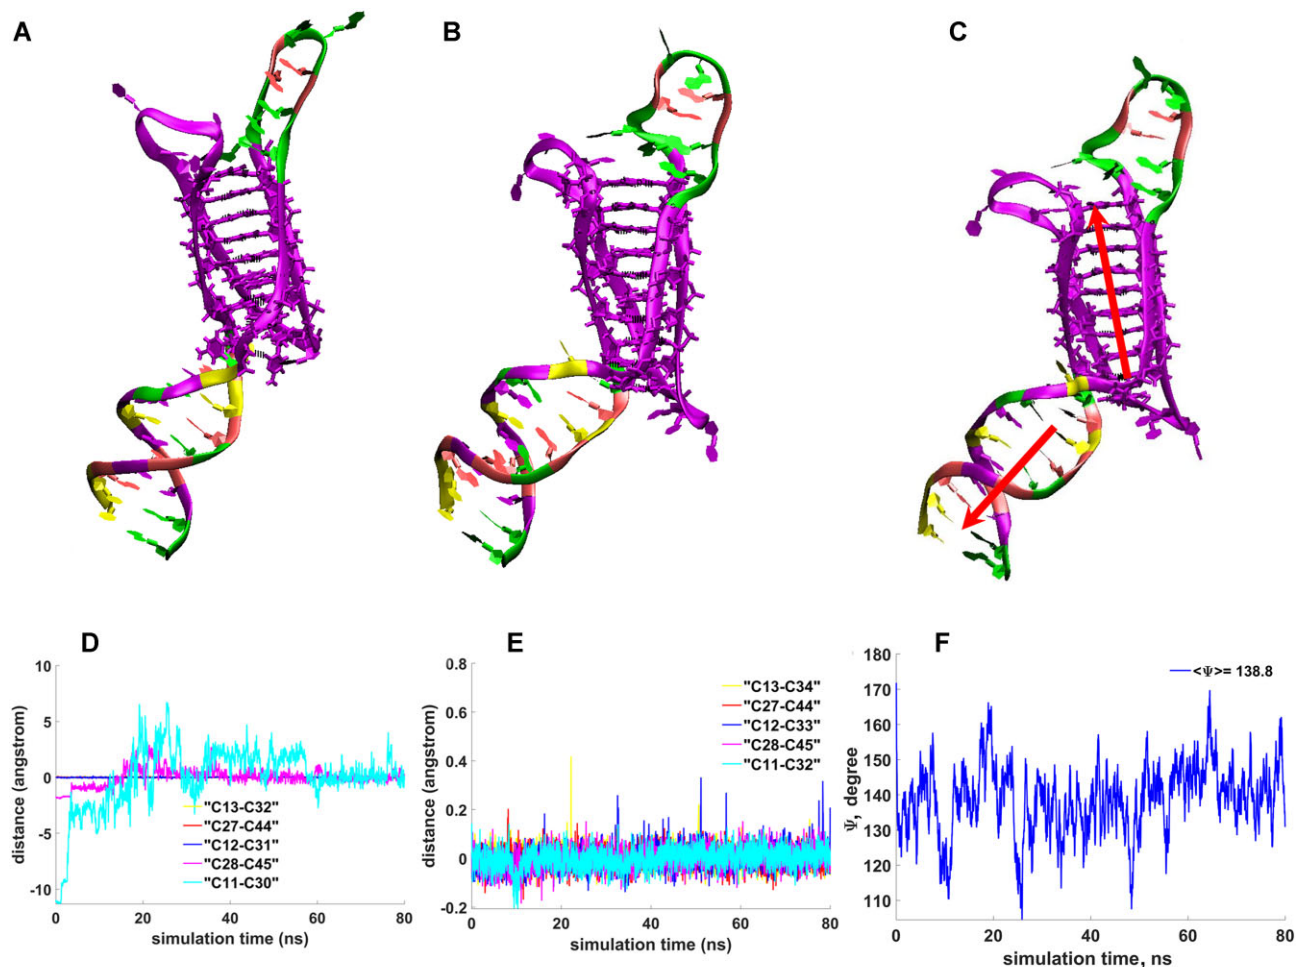 A
B
C
D
distance (angstrom)
10
5
0
-5
-10
"C13-C32"
"C27-C44"
"C12-C31"
"C28-C45"
"C11-C30"
0
20
40
60
80
simulation time (ns)
E
distance (angstrom)
0.8
0.6
0.4
0.2
0
-0.2
"C13-C34"
"C27-C44"
"C12-C33"
"C28-C45"
"C11-C32"
0
20
40
60
80
simulation time (ns)
F
Ψ, degree
180
170
160
150
140
130
120
110
<Ψ>= 138.8
0
20
40
60
80
simulation time, ns